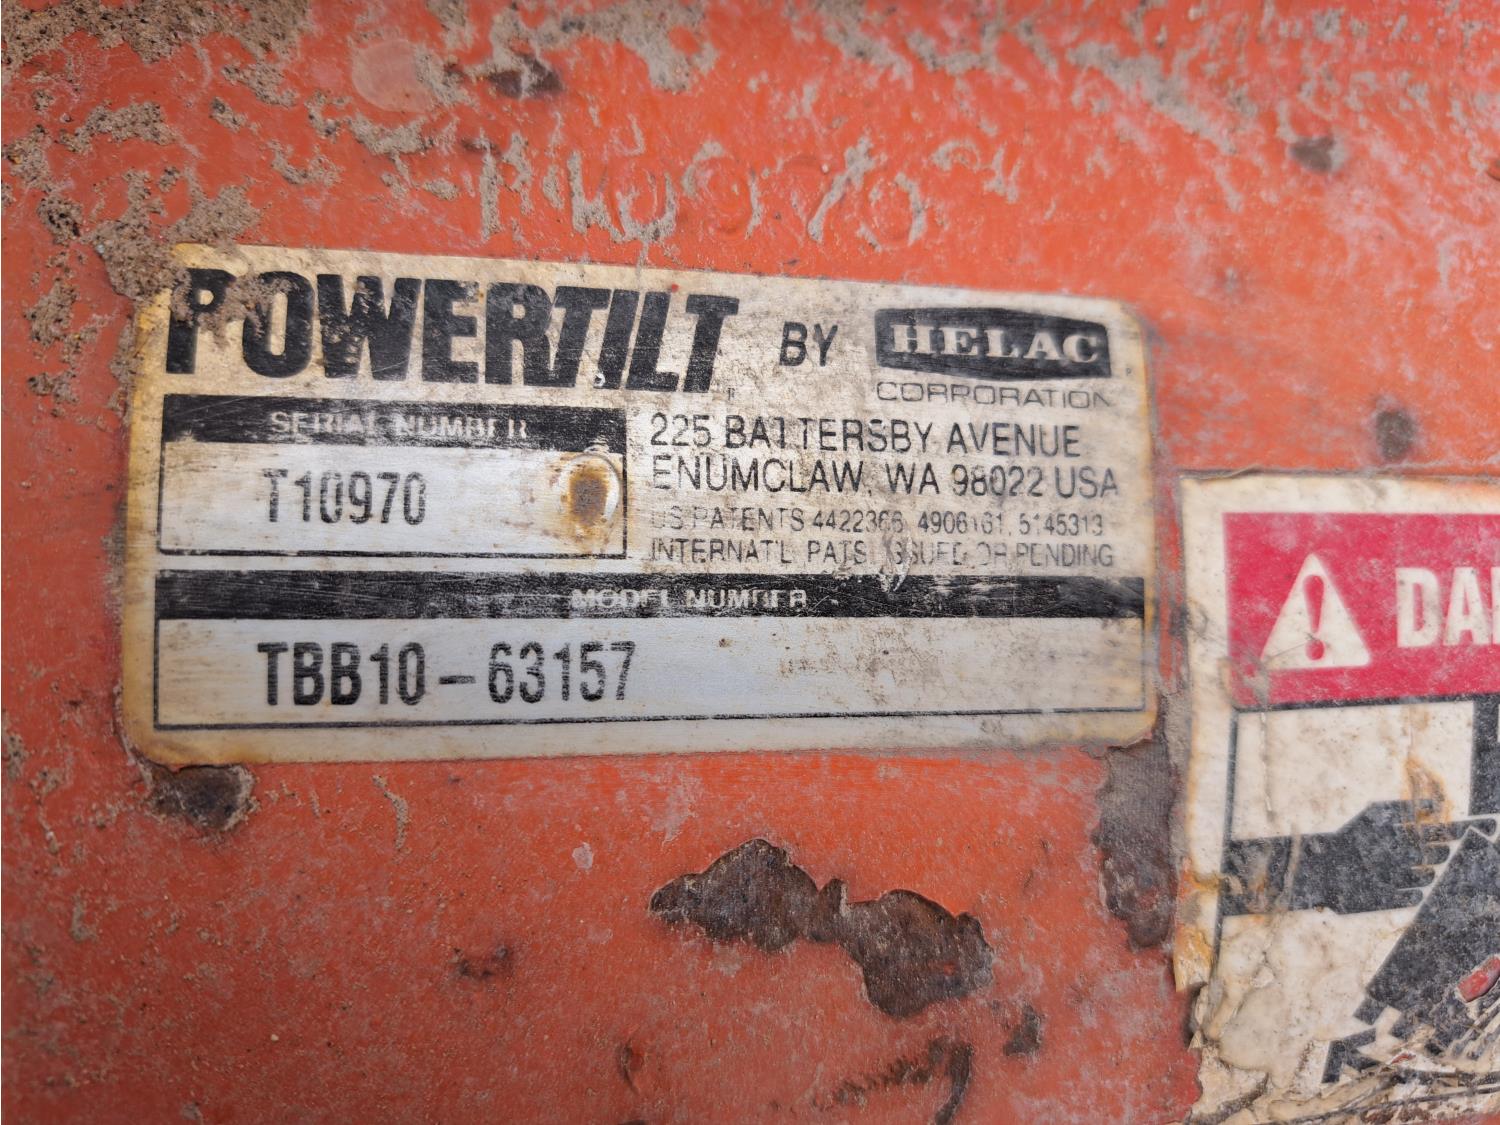 POWERTILT BY HELAC
CORPORATION
SERIAL NUMBER
T10970
225 BATTERSBY AVENUE
ENUMCLAW, WA 98022 USA
US PATENTS 4422366, 4906161, 5145313
INTERNAT'L PATS ISSUED OR PENDING
MODEL NUMBER
TBB10-63157
DA